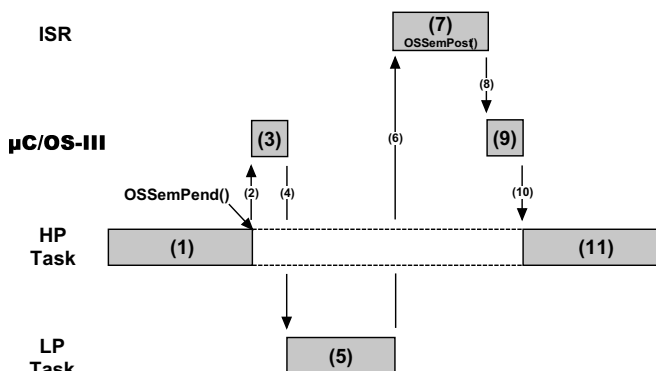 ISR
(7)
OSSemPost()
(8)
µC/OS-III
(3)
(6)
(9)
OSSemPend()
(2)
(4)
(10)
HP
Task
(1)
(11)
LP
Task
(5)